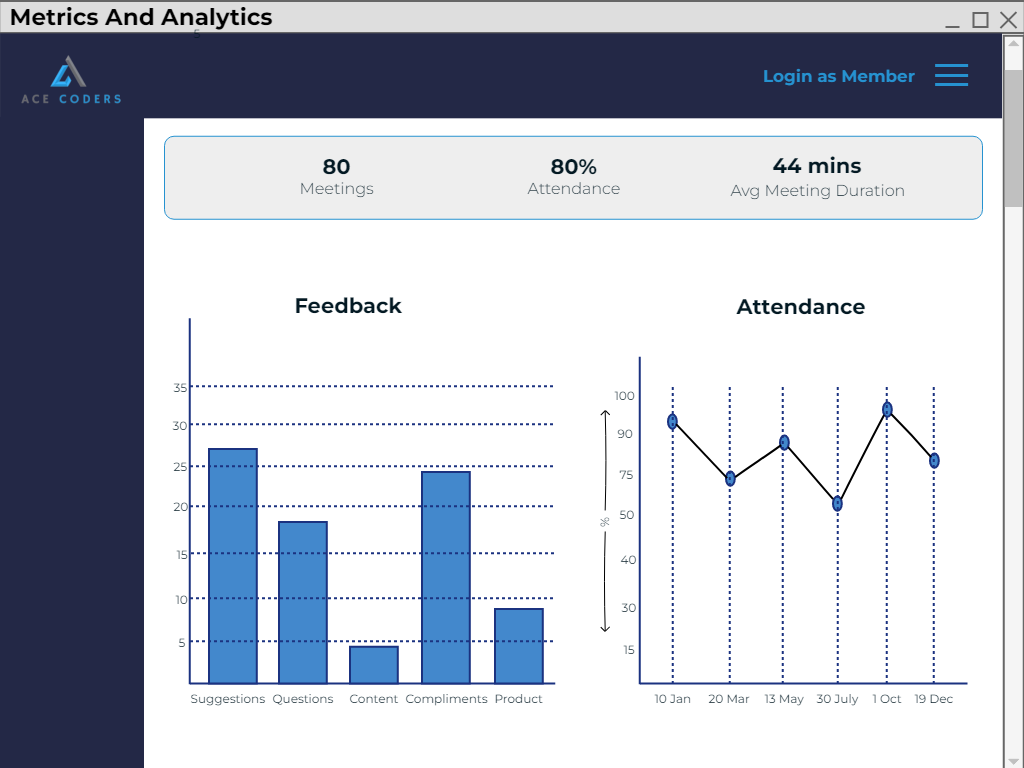 Metrics And Analytics
5
ACE CODERS
Login as Member
80
Meetings
80%
Attendance
44 mins
Avg Meeting Duration
Feedback
35
30
25
20
15
10
5
Suggestions Questions Content Compliments Product
Attendance
100
90
75
50
40
30
15
%
10 Jan 20 Mar 13 May 30 July 1 Oct 19 Dec